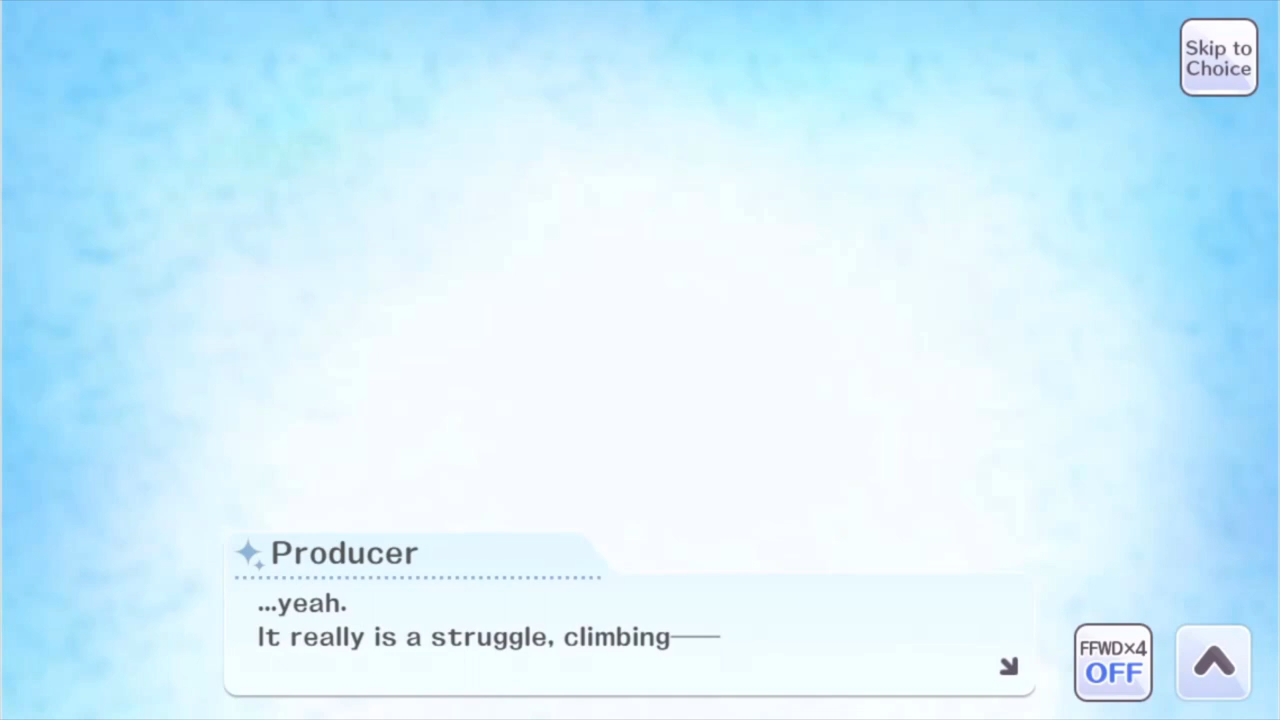 Skip to
Choice
Producer
...yeah.
It really is a struggle, climbing──
FFWD×4
OFF